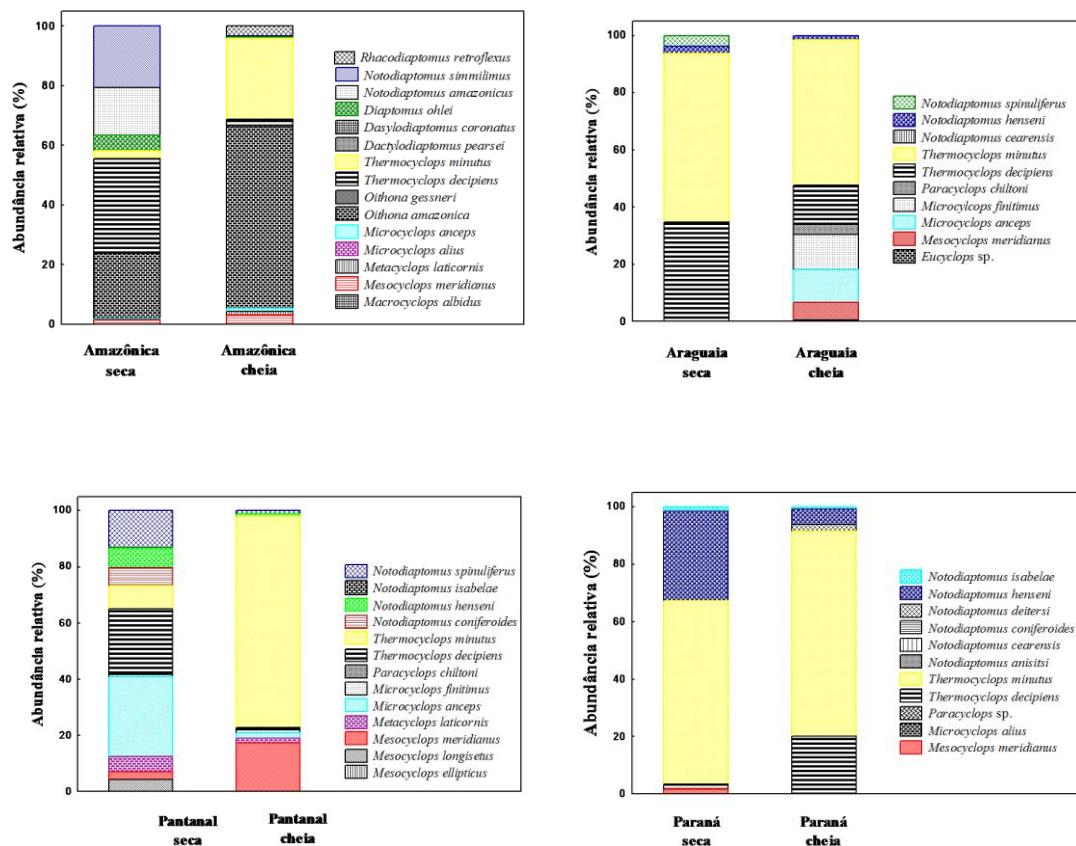 Abundância relativa (%)
100
80
60
40
20
0
Amazônica
seca
Amazônica
cheia
Rhacodiaptomus retroflexus
Notodiaptomus simmilimus
Notodiaptomus amazonicus
Diaptomus ohlei
Dasylodiaptomus coronatus
Dactylodiaptomus pearsei
Thermocyclops minutus
Thermocyclops decipiens
Oithona gessneri
Oithona amazonica
Microcyclops anceps
Microcyclops alius
Metacyclops laticornis
Mesocyclops meridianus
Macrocyclops albidus
Abundância relativa (%)
100
80
60
40
20
0
Araguaia
seca
Araguaia
cheia
Notodiaptomus spinuliferus
Notodiaptomus henseni
Notodiaptomus cearensis
Thermocyclops minutus
Thermocyclops decipiens
Paracyclops chiltoni
Microcylcops finitimus
Microcyclops anceps
Mesocyclops meridianus
Eucyclops sp.
Abundância relativa (%)
100
80
60
40
20
0
Pantanal
seca
Pantanal
cheia
Notodiaptomus spinuliferus
Notodiaptomus isabelae
Notodiaptomus henseni
Notodiaptomus coniferoides
Thermocyclops minutus
Thermocyclops decipiens
Paracyclops chiltoni
Microcyclops finitimus
Microcyclops anceps
Metacyclops laticornis
Mesocyclops meridianus
Mesocyclops longisetus
Mesocyclops ellipticus
Abundância relativa (%)
100
80
60
40
20
0
Paraná
seca
Paraná
cheia
Notodiaptomus isabelae
Notodiaptomus henseni
Notodiaptomus deitersi
Notodiaptomus coniferoides
Notodiaptomus cearensis
Notodiaptomus anisitsi
Thermocyclops minutus
Thermocyclops decipiens
Paracyclops sp.
Microcyclops alius
Mesocyclops meridianus